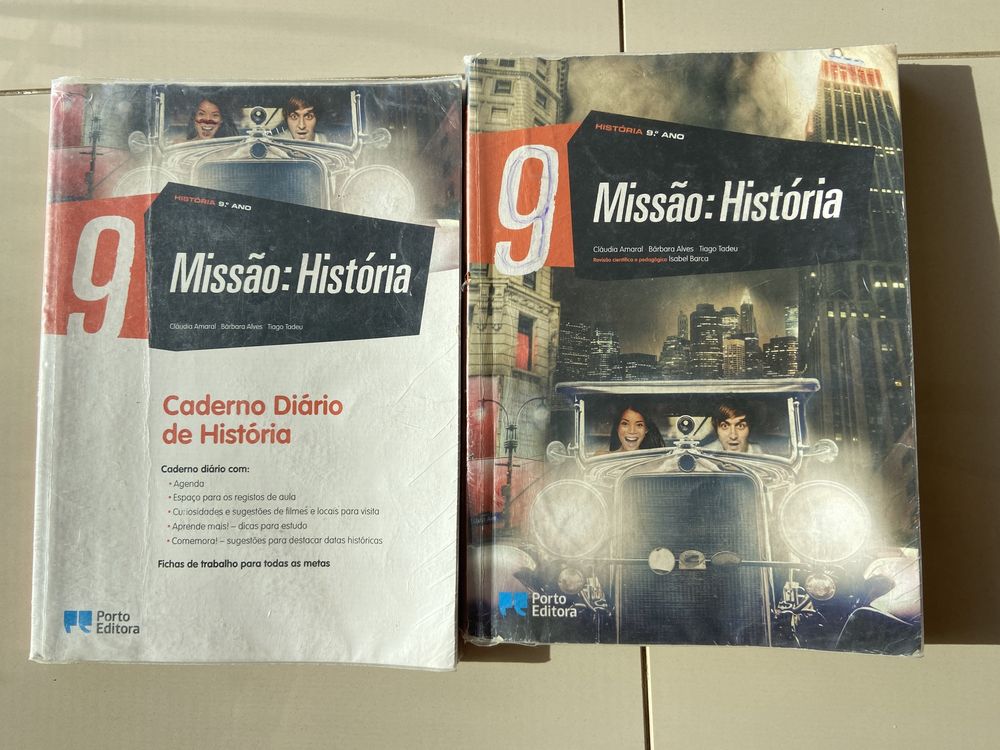 HISTÓRIA 9.º ANO
9
Missão: História
Cláudia Amaral Bárbara Alves Tiago Tadeu
Caderno Diário
de História
Caderno diário com:
• Agenda
• Espaço para os registos de aula
• Curiosidades e sugestões de filmes e locais para visita
• Aprende mais! – dicas para estudo
• Comemora! – sugestões para destacar datas históricas
Fichas de trabalho para todas as metas
Porto
Editora
HISTÓRIA 9.º ANO
9
Missão: História
Cláudia Amaral Bárbara Alves Tiago Tadeu
Revisão científica e pedagógica Isabel Barca
Porto
Editora